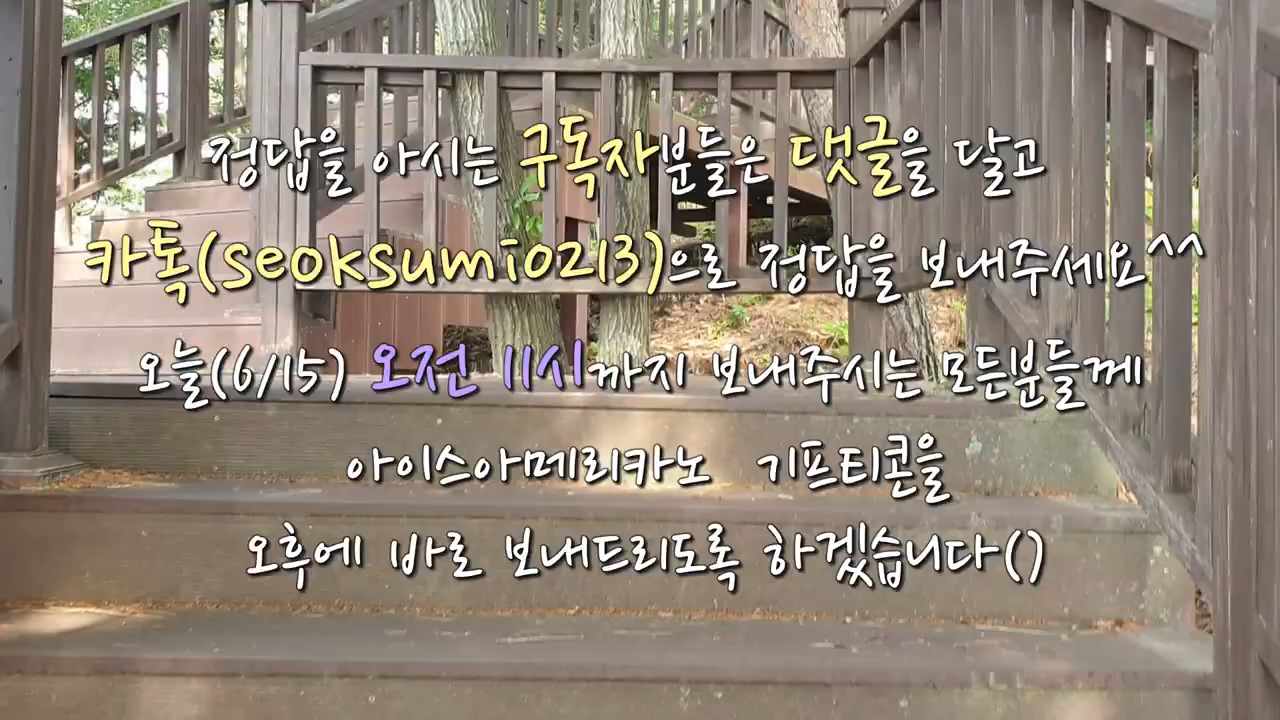 정답을 아시는 구독자분들은 댓글을 달고
카톡(seoksumio213)으로 정답을 보내주세요^^
오늘(6/15) 오전 11시까지 보내주시는 모든분들께
아이스아메리카노 기프티콘을
오후에 바로 보내드리도록 하겠습니다()